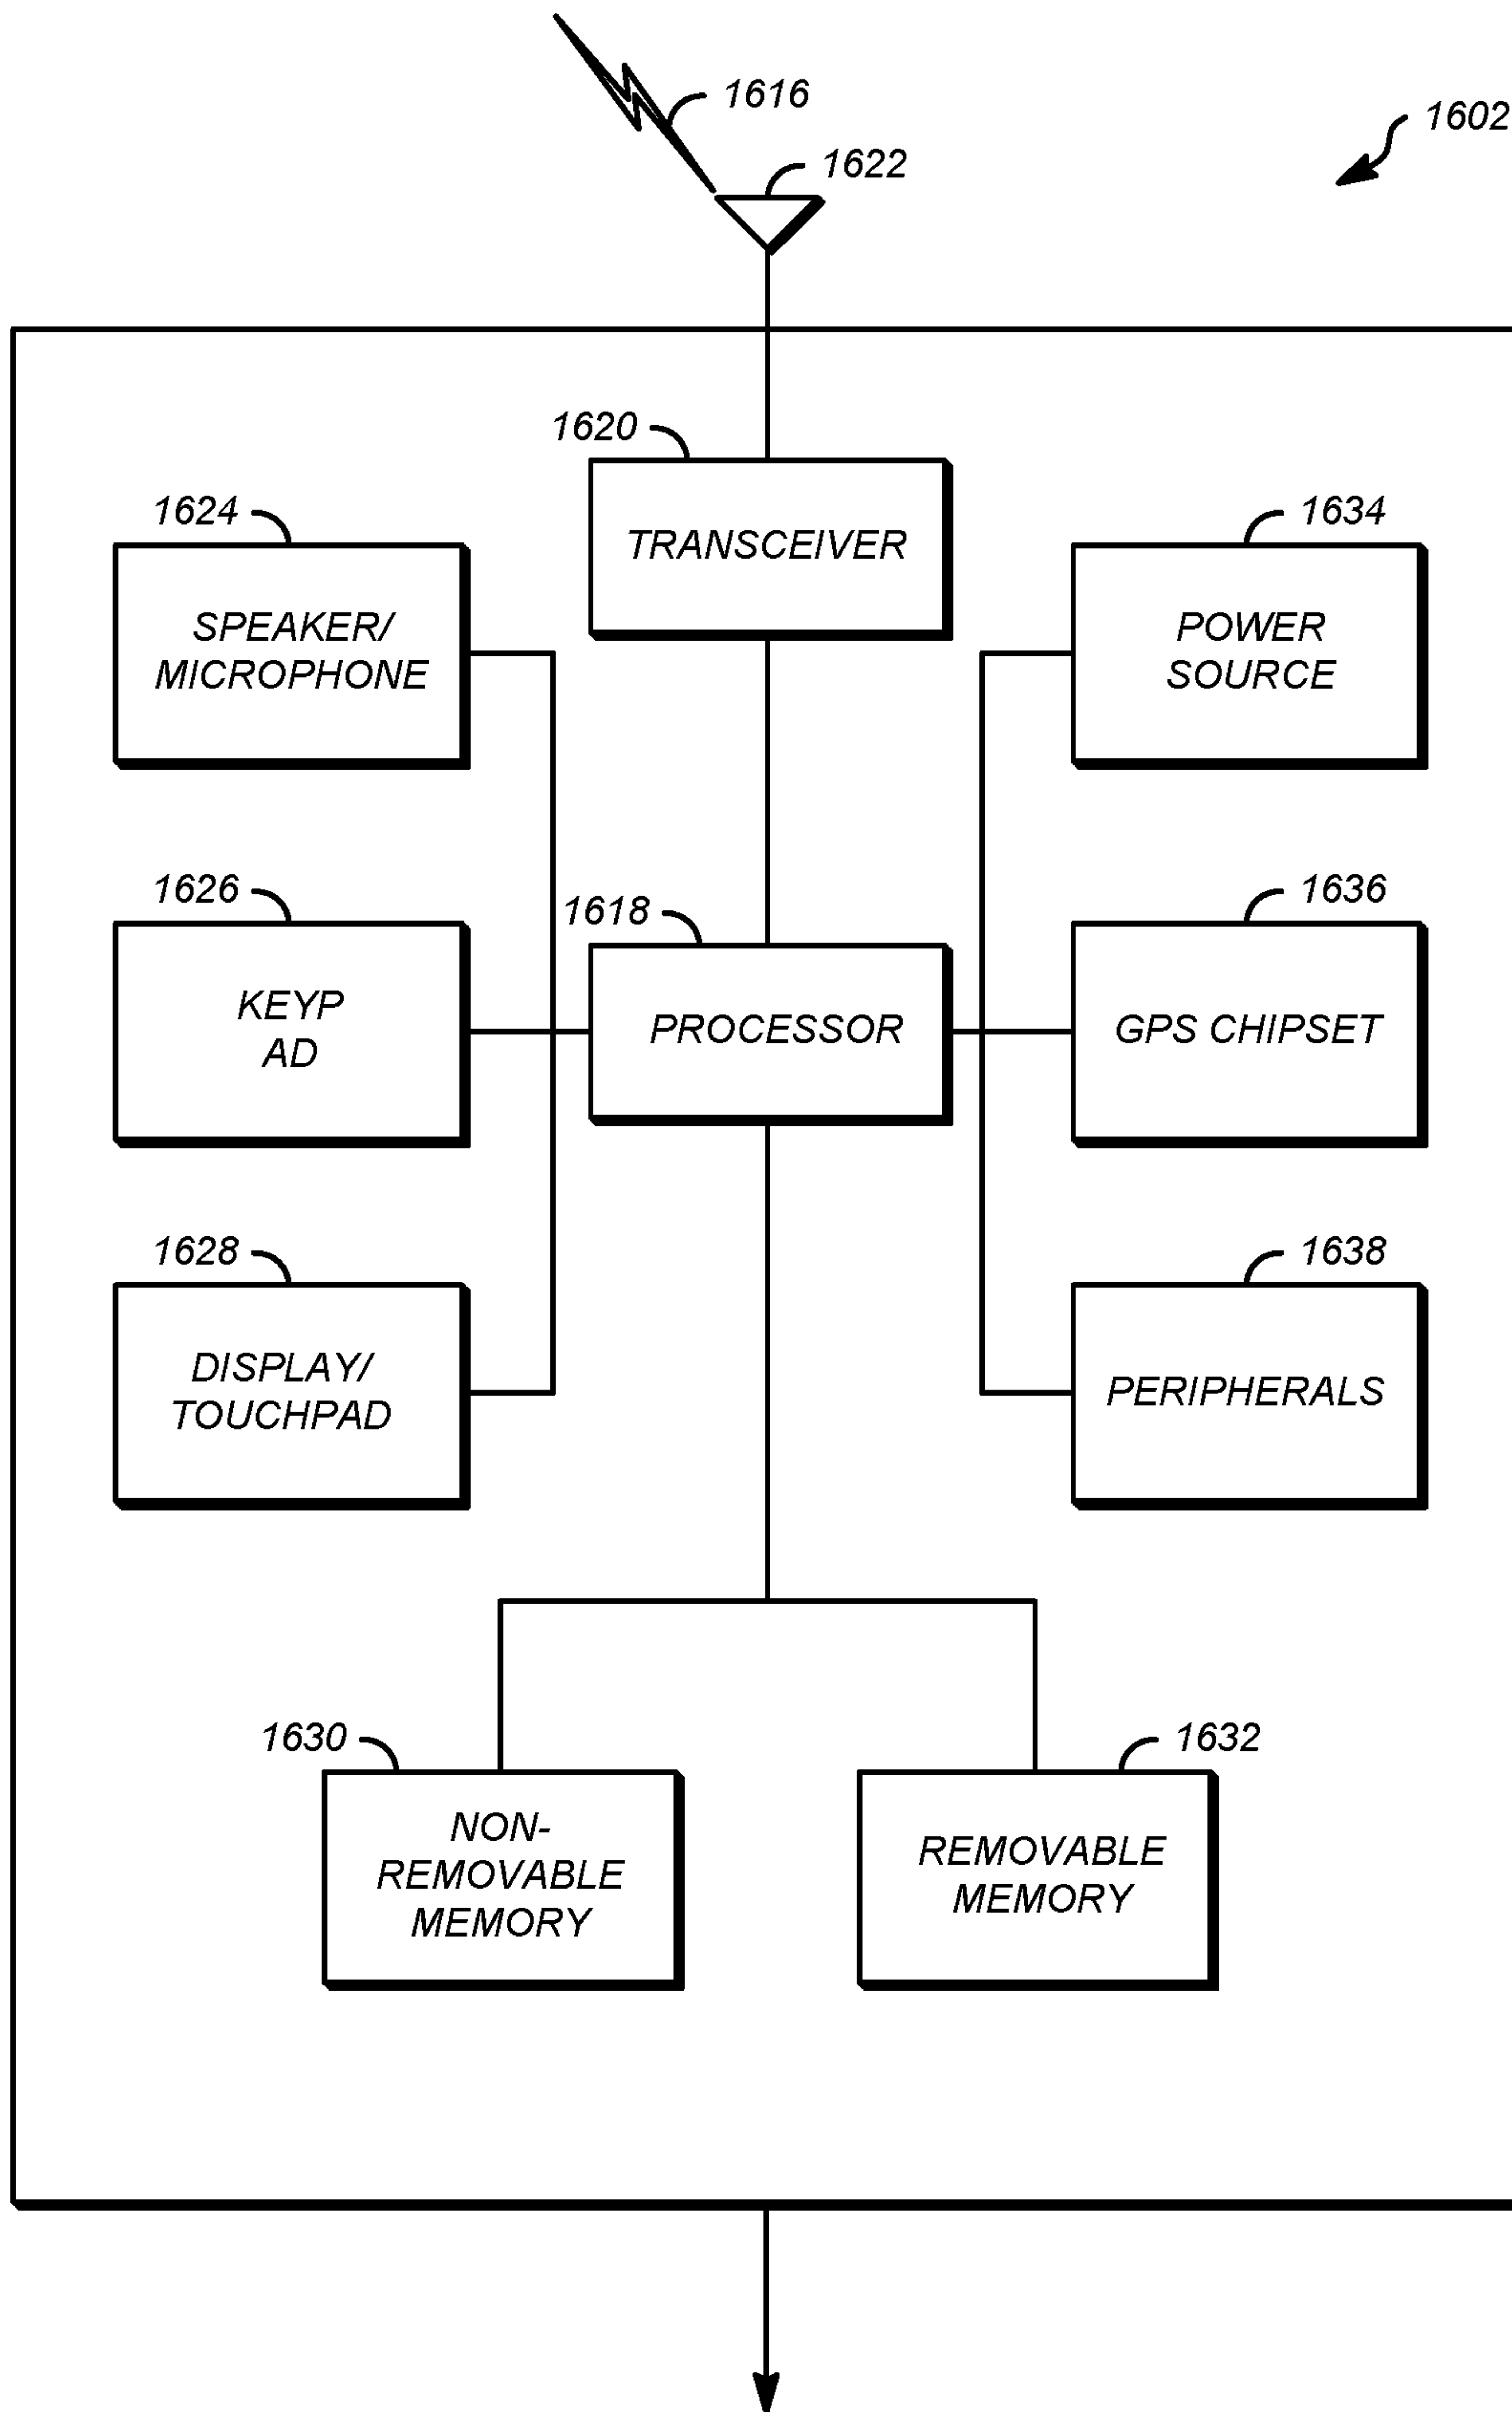 1616
1602
1622
1620
TRANSCEIVER
1624
SPEAKER/
MICROPHONE
1634
POWER
SOURCE
1626
KEYP
AD
1618
PROCESSOR
1636
GPS CHIPSET
1628
DISPLAY/
TOUCHPAD
1638
PERIPHERALS
1630
NON-
REMOVABLE
MEMORY
1632
REMOVABLE
MEMORY